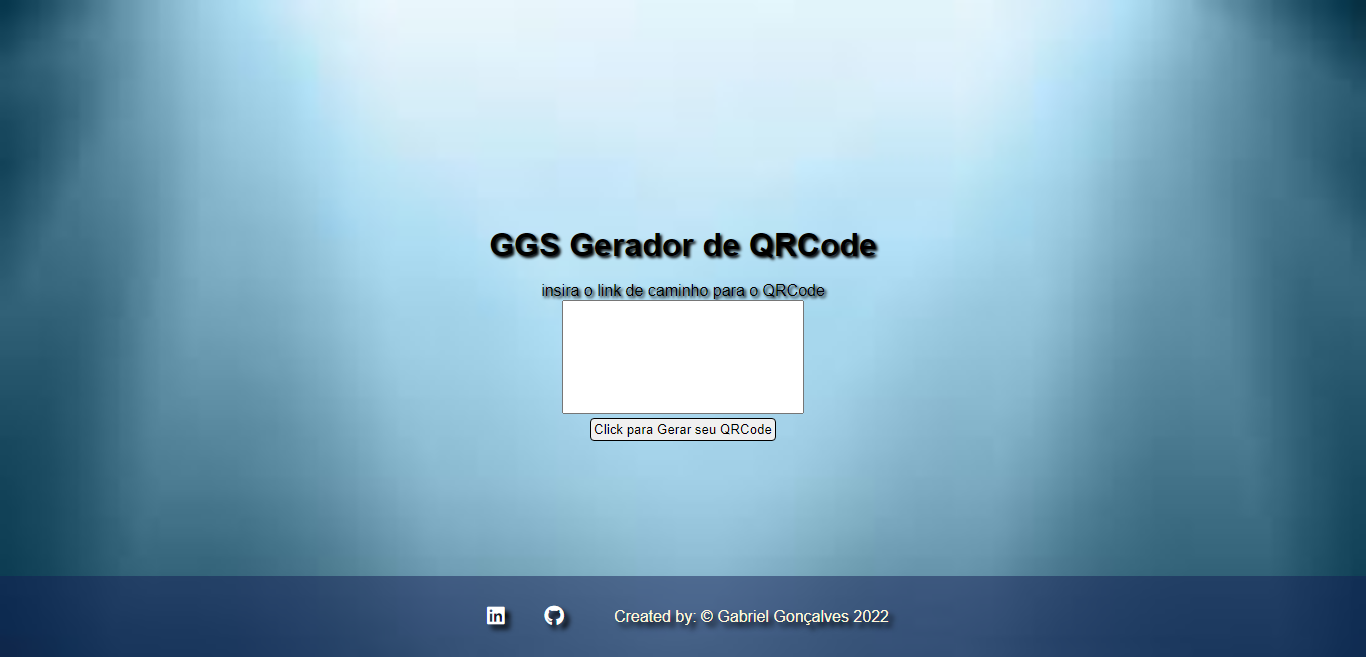 GGS Gerador de QRCode
insira o link de caminho para o QRCode
Click para Gerar seu QRCode
in
Created by: © Gabriel Gonçalves 2022